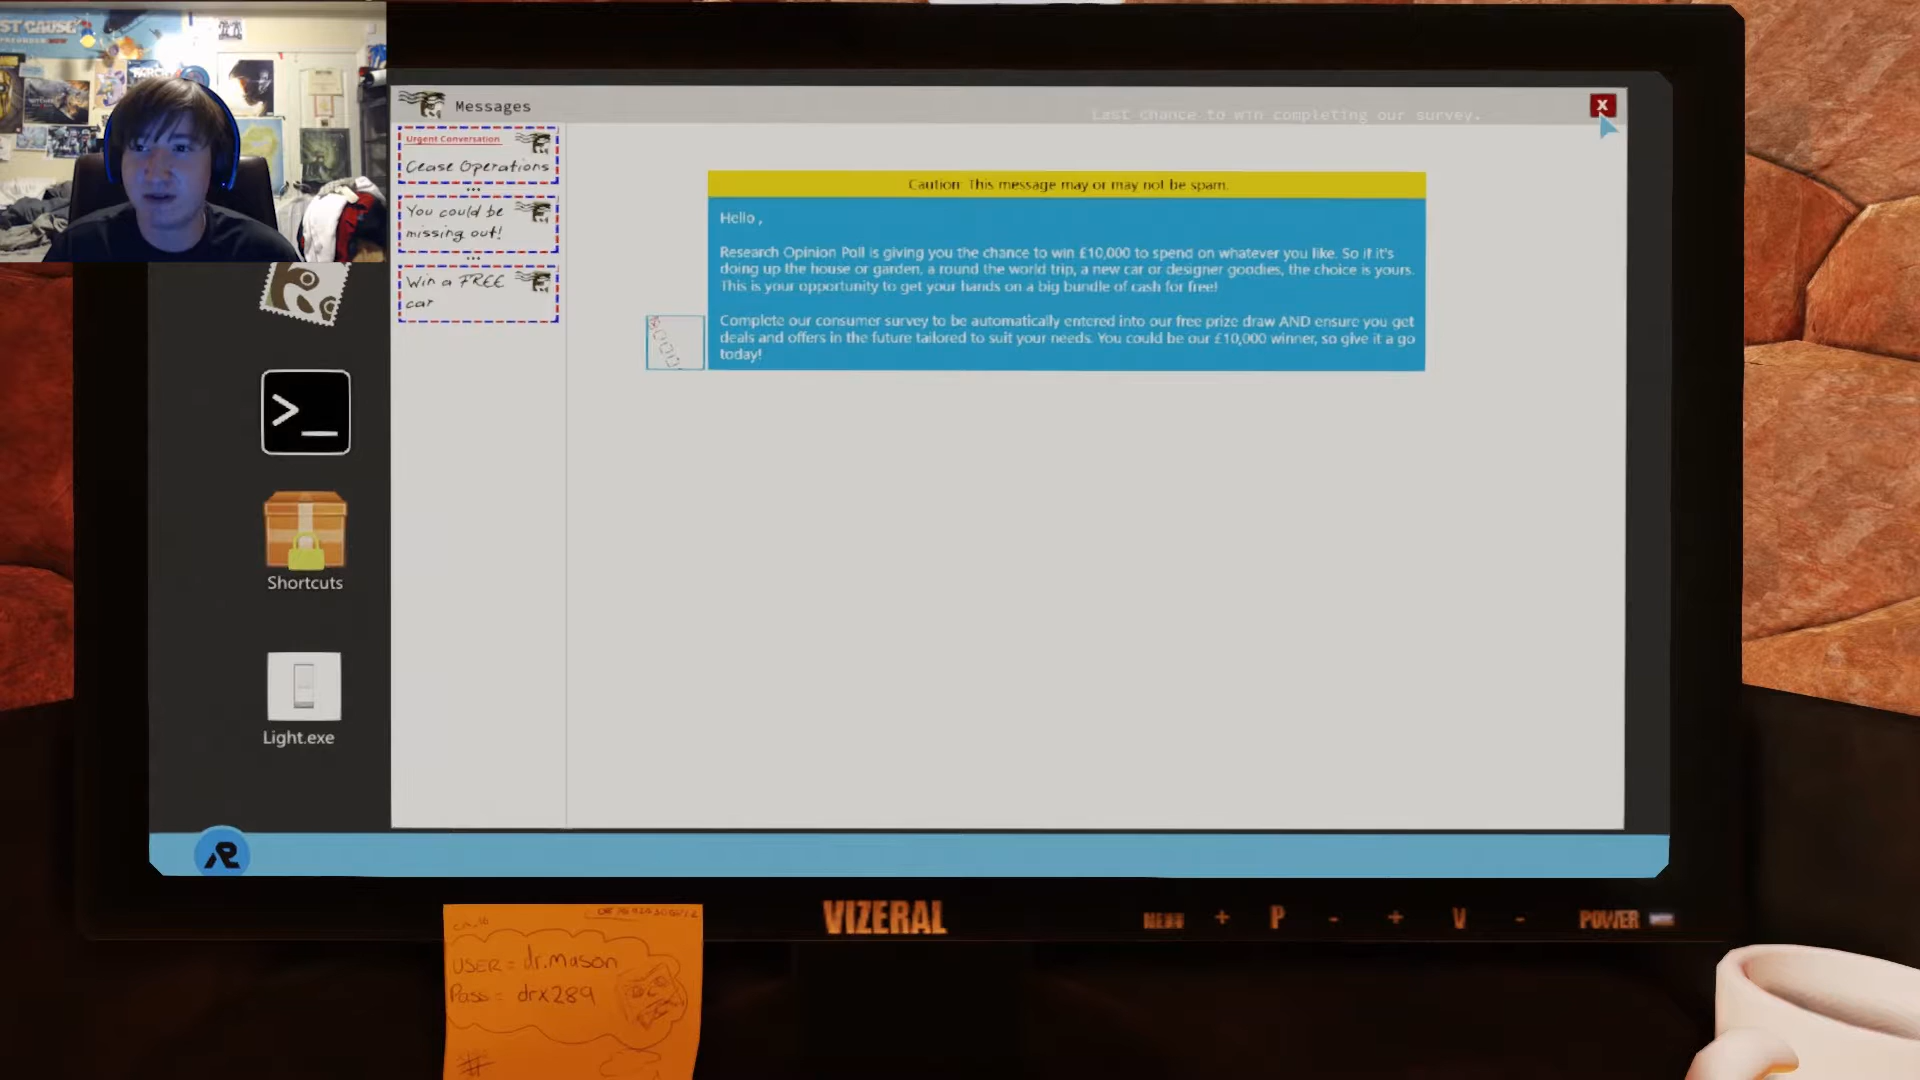 ST CAUSE
FARCRY
Messages
Last Chance to win completing our survey.
X
Urgent Conversation
Cease Operations
You could be
missing out!
Win a FREE
car
Caution: This message may or may not be spam.
Hello ,
Research Opinion Poll is giving you the chance to win £10,000 to spend on whatever you like. So if it's
doing up the house or garden, a round the world trip, a new car or designer goodies, the choice is yours.
This is your opportunity to get your hands on a big bundle of cash for free!
Complete our consumer survey to be automatically entered into our free prize draw AND ensure you get
deals and offers in the future tailored to suit your needs. You could be our £10,000 winner, so give it a go
today!
>_
Shortcuts
Light.exe
VIZERAL
MENU + P - + V - POWER
USER = dr.mason
Pass = drx289
#